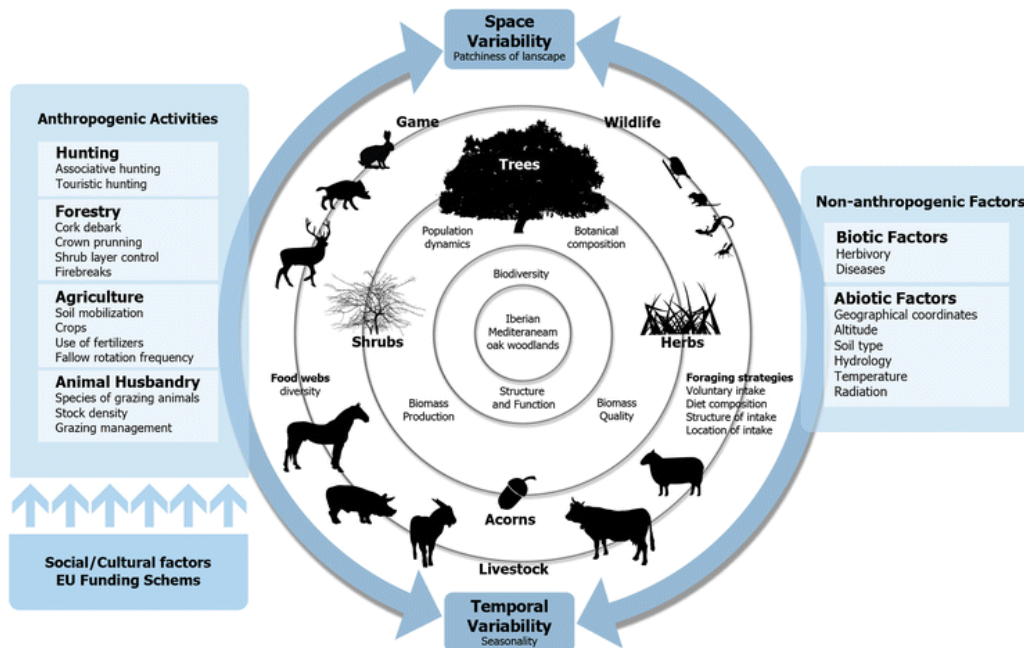 Space
Variability
Patchiness of lanscape
Anthropogenic Activities
Hunting
Associative hunting
Touristic hunting
Forestry
Cork debark
Crown prunning
Shrub layer control
Firebreaks
Agriculture
Soil mobilization
Crops
Use of fertilizers
Fallow rotation frequency
Animal Husbandry
Species of grazing animals
Stock density
Grazing management
Social/Cultural factors
EU Funding Schems
Game
Wildlife
Trees
Population
dynamics
Botanical
composition
Biodiversity
Iberian
Mediteraneam
oak woodlands
Shrubs
Herbs
Structure
and Function
Food webs
diversity
Biomass
Production
Biomass
Quality
Foraging strategies
Voluntary intake
Diet composition
Structure of intake
Location of intake
Acorns
Livestock
Non-anthropogenic Factors
Biotic Factors
Herbivory
Diseases
Abiotic Factors
Geographical coordinates
Altitude
Soil type
Hydrology
Temperature
Radiation
Temporal
Variability
Seasonality